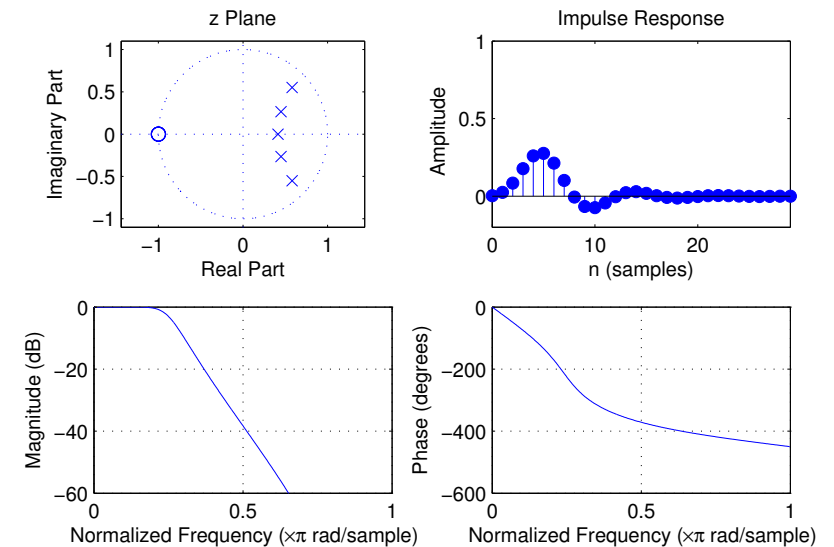 z Plane
1
0.5
0
−0.5
−1
Imaginary Part
−1 0 1
Real Part
Impulse Response
1
0.5
0
Amplitude
0 10 20
n (samples)
0
−20
−40
−60
Magnitude (dB)
0 0.5 1
Normalized Frequency (×π rad/sample)
0
−200
−400
−600
Phase (degrees)
0 0.5 1
Normalized Frequency (×π rad/sample)